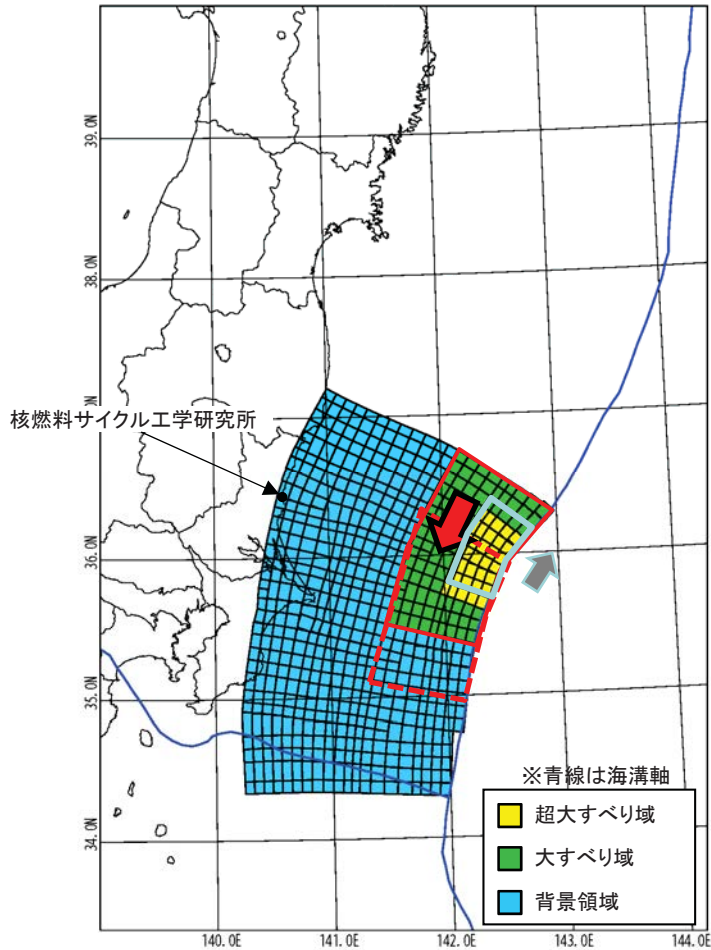 39. 0N
38. 0N
核燃料サイクル工学研究所
36. 0N
35. 0N
※青線は海溝軸
超大すべり域
大すべり域
背景領域
34. 0N
140. 0E
141. 0E
142. 0E
143. 0E
144. 0E